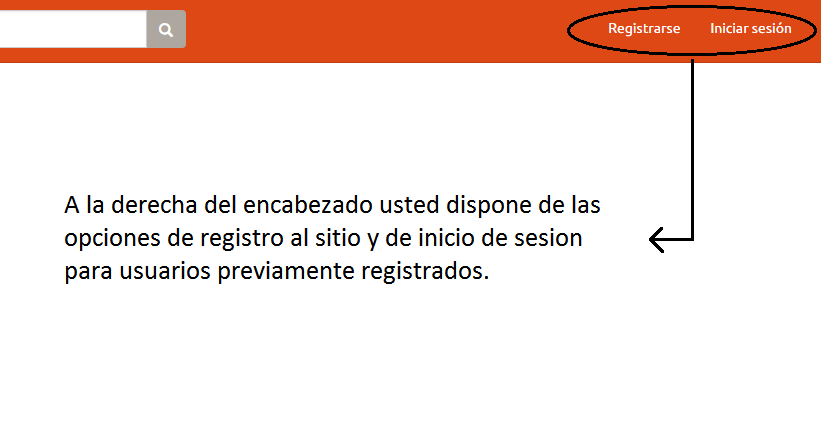 Registrarse Iniciar sesión
A la derecha del encabezado usted dispone de las
opciones de registro al sitio y de inicio de sesion
para usuarios previamente registrados.